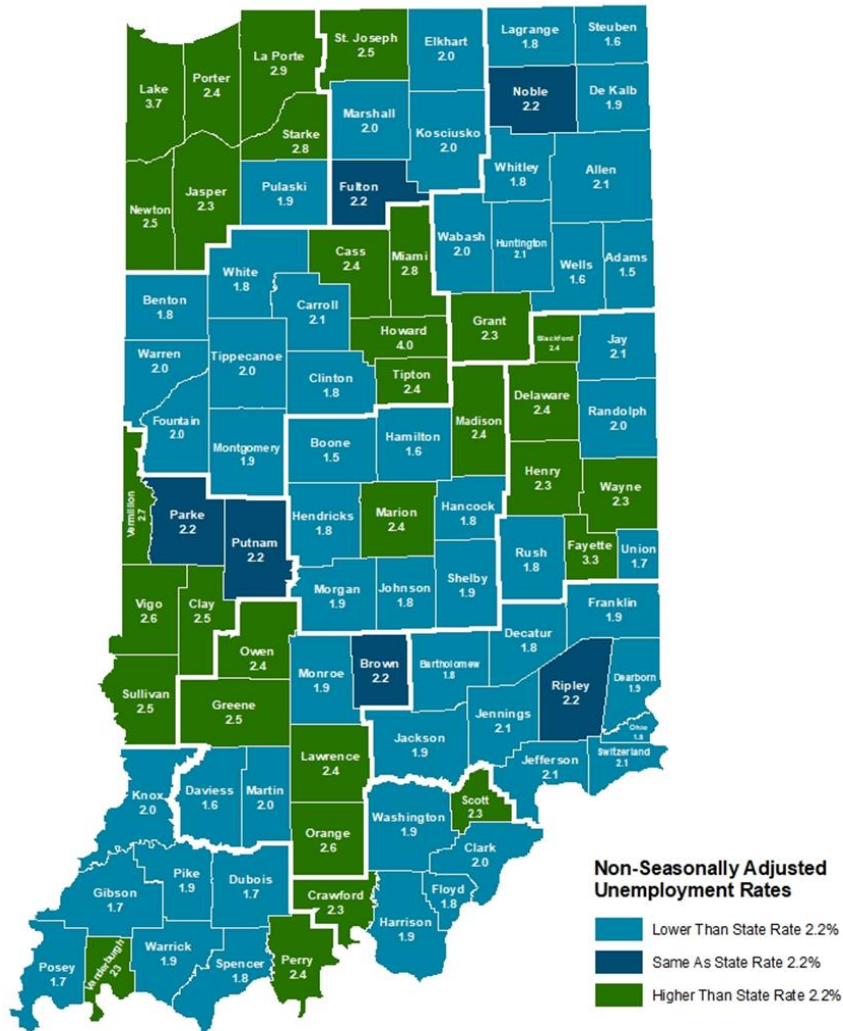 Lake
3.7
Porter
2.4
La Porte
2.9
St. Joseph
2.5
Elkhart
2.0
Lagrange
1.8
Steuben
1.6
Noble
2.2
De Kalb
1.9
Starke
2.8
Marshall
2.0
Kosciusko
2.0
Newton
2.5
Jasper
2.3
Pulaski
1.9
Fulton
2.2
Whitley
1.8
Allen
2.1
White
1.8
Cass
2.4
Miami
2.8
Wabash
2.0
Huntington
2.1
Wells
1.6
Adams
1.5
Benton
1.8
Carroll
2.1
Howard
4.0
Grant
2.3
Blackford
2.4
Jay
2.1
Warren
2.0
Tippecanoe
2.0
Clinton
1.8
Tipton
2.4
Delaware
2.4
Randolph
2.0
Fountain
2.0
Montgomery
1.9
Boone
1.5
Hamilton
1.6
Madison
2.4
Henry
2.3
Wayne
2.3
Vermillion
2.7
Parke
2.2
Putnam
2.2
Hendricks
1.8
Marion
2.4
Hancock
1.8
Rush
1.8
Fayette
3.3
Union
1.7
Vigo
2.6
Clay
2.5
Morgan
1.9
Johnson
1.8
Shelby
1.9
Franklin
1.9
Owen
2.4
Decatur
1.8
Sullivan
2.5
Greene
2.5
Monroe
1.9
Brown
2.2
Bartholomew
1.8
Ripley
2.2
Dearborn
1.9
Jennings
2.1
Ohio
Switzerland
2.1
Jackson
1.9
Jefferson
2.1
Lawrence
2.4
Knox
2.0
Daviess
1.6
Martin
2.0
Orange
2.6
Washington
1.9
Scott
2.3
Clark
2.0
Gibson
1.7
Pike
1.9
Dubois
1.7
Crawford
2.3
Harrison
1.9
Floyd
1.8
Posey
1.7
Vanderburgh
23
Warrick
1.9
Spencer
1.8
Perry
2.4
Non-Seasonally Adjusted
Unemployment Rates
Lower Than State Rate 2.2%
Same As State Rate 2.2%
Higher Than State Rate 2.2%